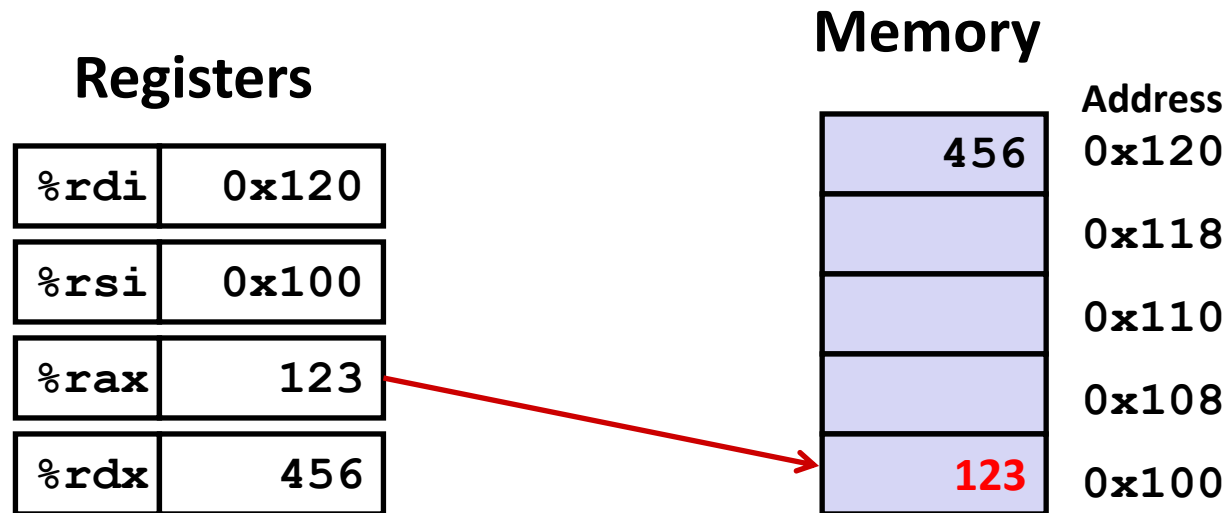 Registers
%rdi 0x120
%rsi 0x100
%rax 123
%rdx 456
Memory
Address
456 0x120
0x118
0x110
0x108
123 0x100